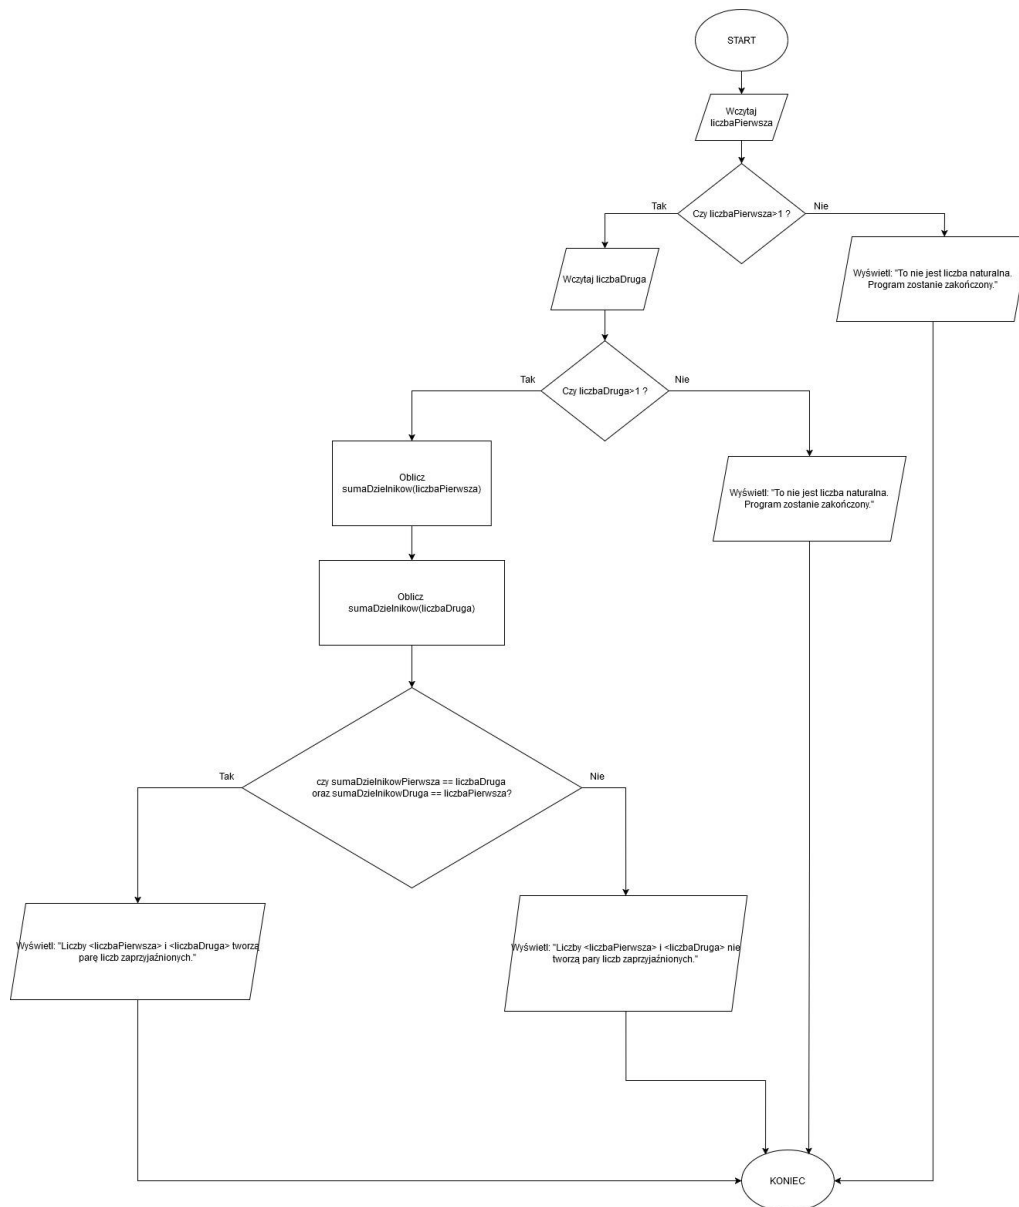 START
Wczytaj
liczbaPierwsza
Czy liczbaPierwsza>1 ?
Tak
Nie
Wczytaj liczbaDruga
Wyświetl: "To nie jest liczba naturalna.
Program zostanie zakończony."
Czy liczbaDruga>1 ?
Tak
Nie
Oblicz
sumaDzielnikow(liczbaPierwsza)
Wyświetl: "To nie jest liczba naturalna.
Program zostanie zakończony."
Oblicz
sumaDzielnikow(liczbaDruga)
czy sumaDzielnikowPierwsza == liczbaDruga
oraz sumaDzielnikowDruga == liczbaPierwsza?
Tak
Nie
Wyświetl: "Liczby <liczbaPierwsza> i <liczbaDruga> tworzą
parę liczb zaprzyjaźnionych."
Wyświetl: "Liczby <liczbaPierwsza> i <liczbaDruga> nie
tworzą pary liczb zaprzyjaźnionych."
KONIEC